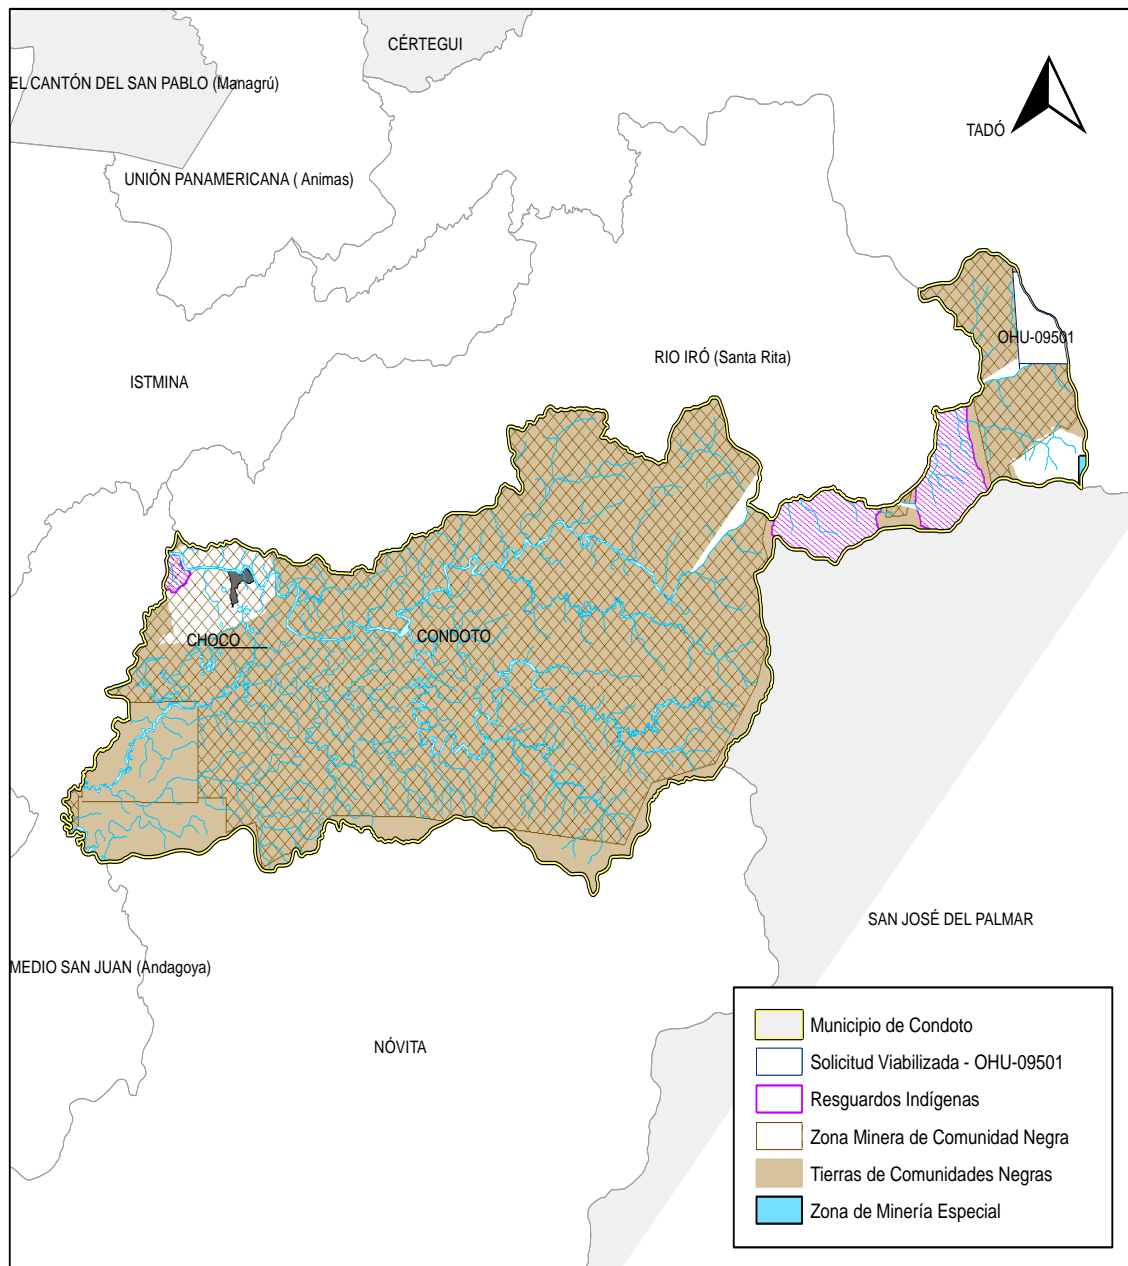 CÉRTEGUI
EL CANTÓN DEL SAN PABLO (Managrú)
TADÓ
UNIÓN PANAMERICANA ( Animas)
OHU-09501
RIO IRÓ (Santa Rita)
ISTMINA
CHOCO
CONDOTO
SAN JOSÉ DEL PALMAR
MEDIO SAN JUAN (Andagoya)
NÓVITA
Municipio de Condoto
Solicitud Viabilizada - OHU-09501
Resguardos Indígenas
Zona Minera de Comunidad Negra
Tierras de Comunidades Negras
Zona de Minería Especial